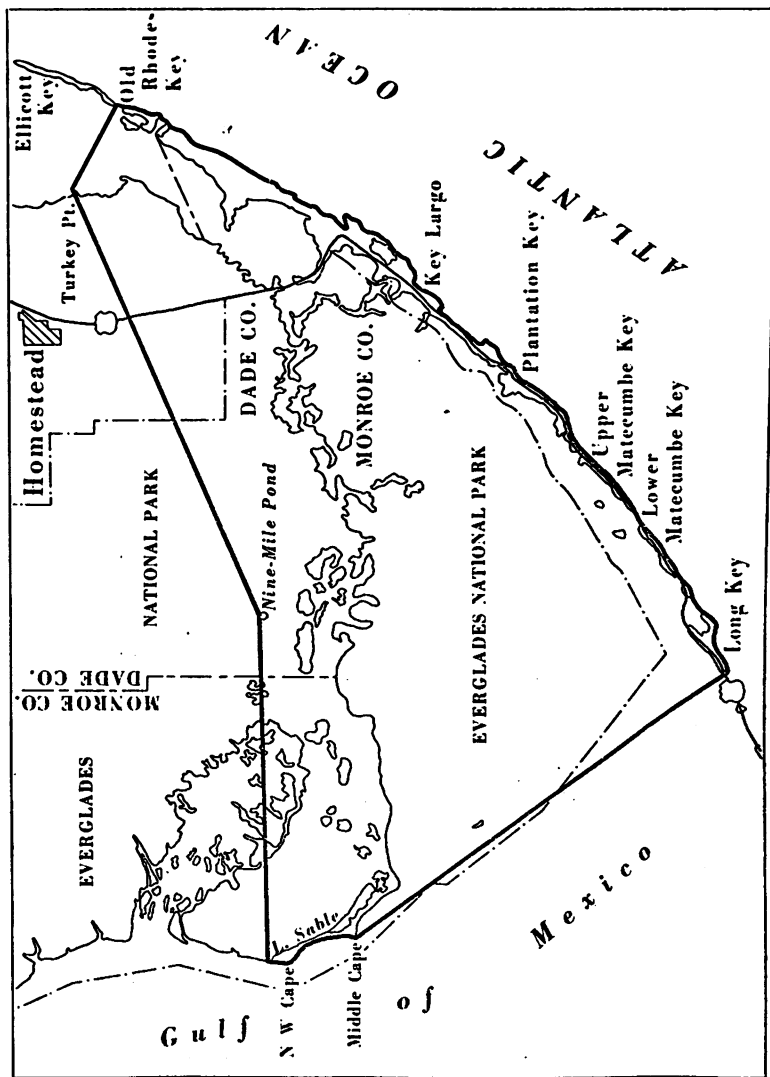 Ellicott
Key
Old
Rhode-
Key
OCEAN
ATLANTIC
Turkey Pt.
Homestead
DADE CO.
MONROE CO.
Key Largo
Plantation Key
Upper
Matecumbe Key
Lower
Matecumbe Key
Long Key
NATIONAL PARK
Nine-Mile Pond
EVERGLADES NATIONAL PARK
MONROE CO.
DADE CO.
EVERGLADES
L. Sable
NW Cape
Middle Cape
Gulf
of
Mexico